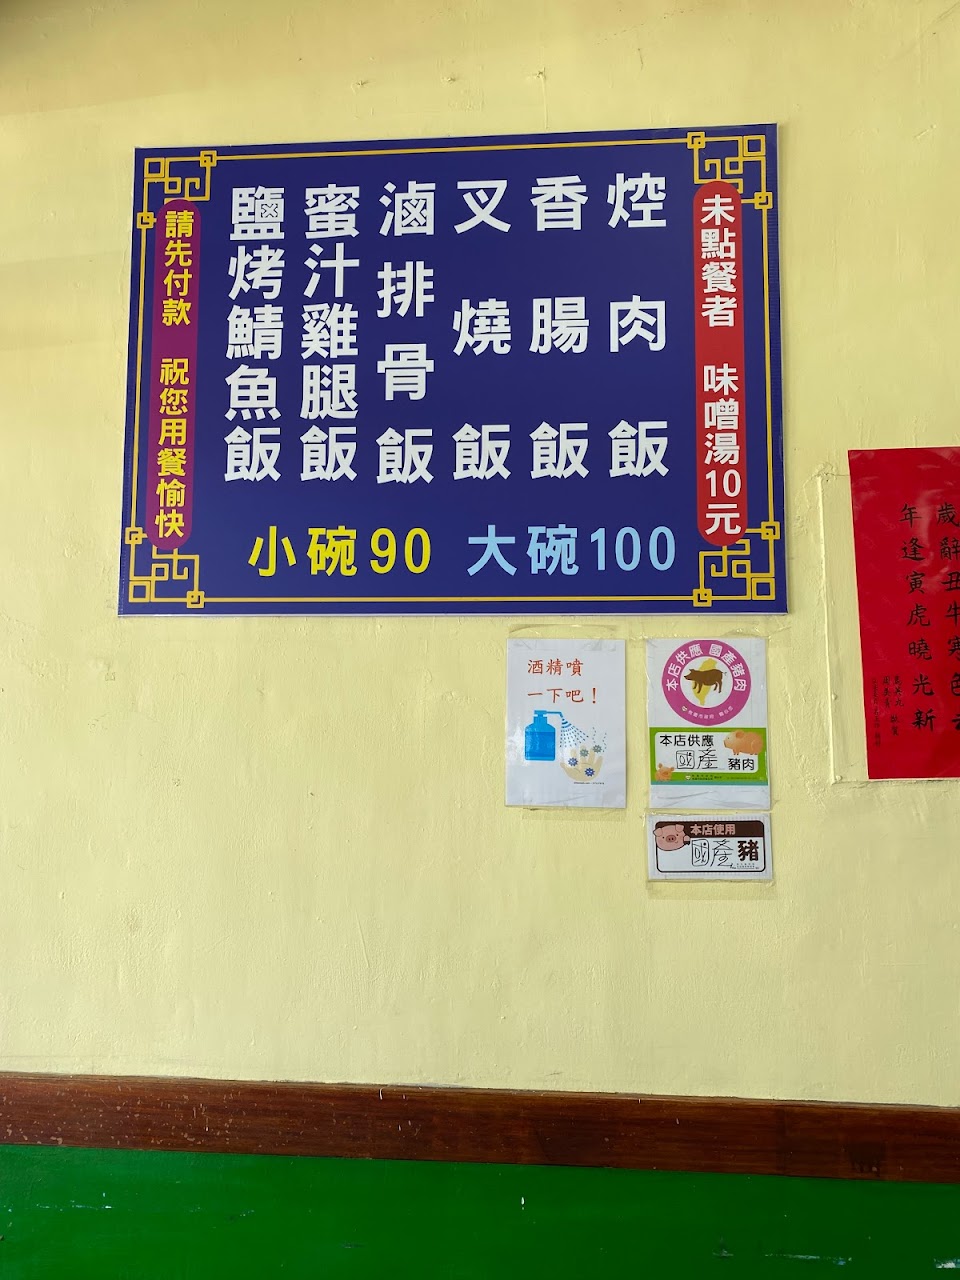 未點餐者 味噌湯10元
焢肉飯
香腸飯
叉燒飯
滷排骨飯
蜜汁雞腿飯
鹽烤鯖魚飯
請先付款 祝您用餐愉快
小碗90 大碗100
酒精噴
一下吧！
本店供應 國產豬肉
本店供應
國產 豬肉
本店使用
國產豬
歲辭丑牛寒色去
年逢寅虎曉光新